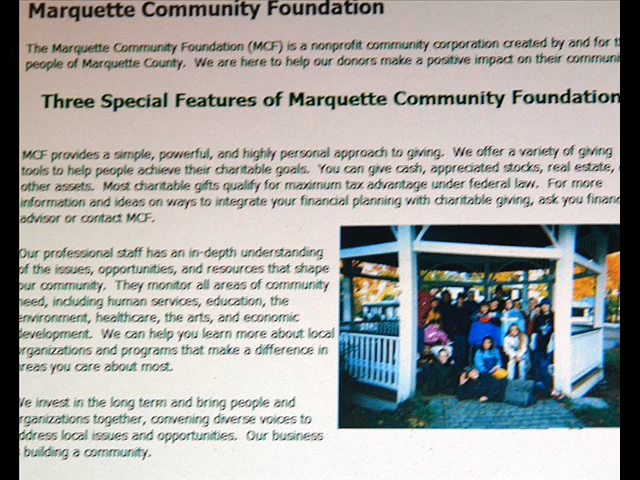 Marquette Community Foundation
The Marquette Community Foundation (MCF) is a nonprofit community corporation created by and for
people of Marquette County. We are here to help our donors make a positive impact on their
Three Special Features of Marquette Community Foundation
MCF provides a simple, powerful, and highly personal approach to giving. We offer a variety of giving
tools to help people achieve their charitable goals. You can give cash, appreciated stocks, real estate,
other assets. Most charitable gifts qualify for maximum tax advantage under federal law. For more
information and ideas on ways to integrate your financial planning with charitable giving, ask you
advisor or contact MCF.
Our professional staff has an in-depth understanding
of the issues, opportunities, and resources that shape
our community. They monitor all areas of community
need, including human services, education, the
environment, healthcare, the arts, and economic
development. We can help you learn more about local
organizations and programs that make a difference in
areas you care about most.
We invest in the long term and bring people and
organizations together, convening diverse voices to
address local issues and opportunities. Our business
building a community.